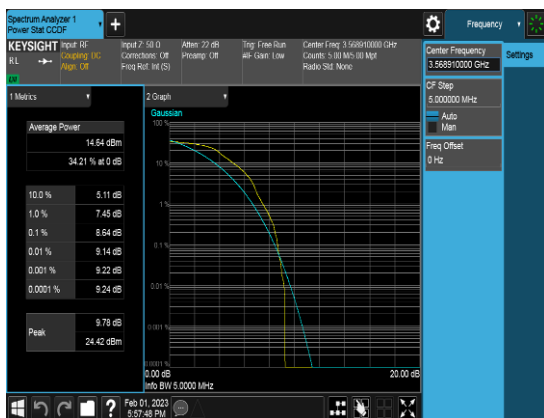 Spectrum Analyzer 1
Power Stat CCDF
Frequency
KEYSIGHT
RL
Input: RF
Coupling: DC
Align: Off
Input Z: 50 Ω
Corrections: Off
Freq Ref: Int (S)
Atten: 22 dB
Preamp: Off
Trig: Free Run
#IF Gain: Low
Center Freq: 3.568910000 GHz
Counts: 5.00 M/5.00 Mpt
Radio Std: None
Center Frequency
3.568910000 GHz
Settings
CF Step
5.000000 MHz
Auto
Man
Freq Offset
0 Hz
1 Metrics
Average Power
14.64 dBm
34.21 % at 0 dB
10.0 % 5.11 dB
1.0 % 7.45 dB
0.1 % 8.64 dB
0.01 % 9.14 dB
0.001 % 9.22 dB
0.0001 % 9.24 dB
Peak
9.78 dB
24.42 dBm
2 Graph
Gaussian
100 %
10 %
1 %
0.1 %
0.01 %
0.001 %
0.0001 %
0.00 dB
20.00 dB
Info BW 5.0000 MHz
Feb 01, 2023
5:57:48 PM